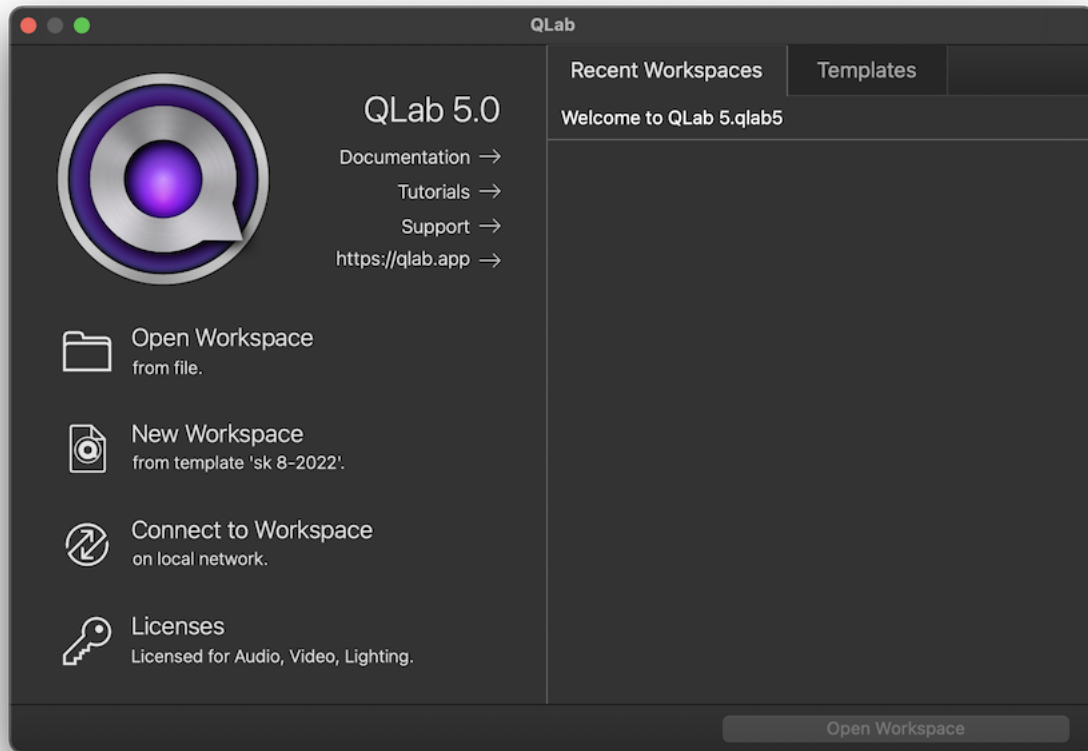 QLab
QLab 5.0
Documentation →
Tutorials →
Support →
https://qlab.app →
Open Workspace
from file.
New Workspace
from template 'sk 8-2022'.
Connect to Workspace
on local network.
Licenses
Licensed for Audio, Video, Lighting.
Recent Workspaces
Templates
Welcome to QLab 5.qlab5
Open Workspace